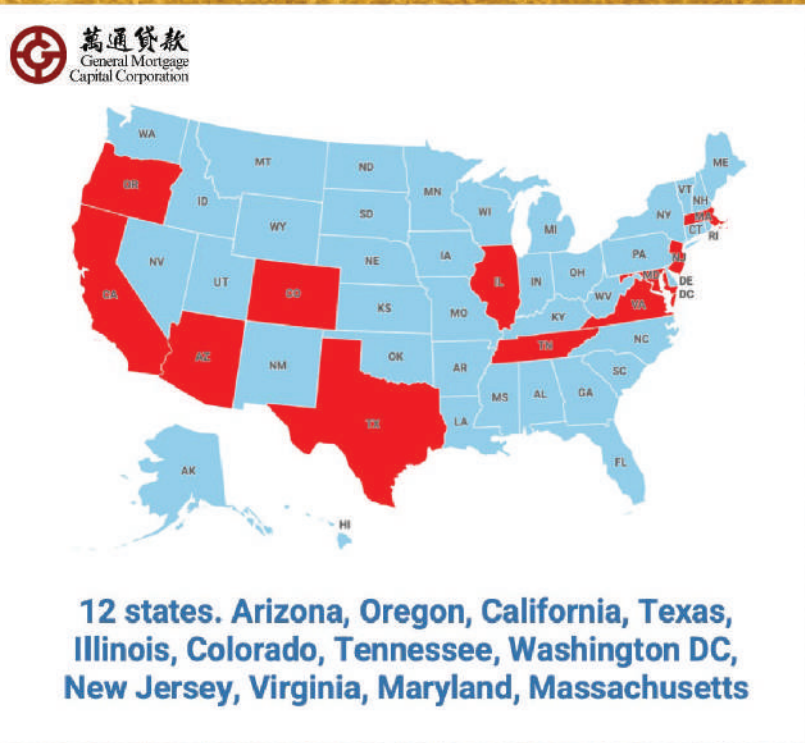 萬通貸款
General Mortgage
Capital Corporation
WA
MT
ND
MN
ME
OR
ID
SD
WI
VT
NH
WY
MI
NY
MA
CT
RI
NV
NE
IA
PA
NJ
UT
CO
IL
IN
OH
MD
DE
DC
CA
KS
MO
WV
VA
KY
AZ
NM
OK
TN
NC
AR
SC
MS
AL
GA
TX
LA
FL
AK
HI
12 states. Arizona, Oregon, California, Texas,
Illinois, Colorado, Tennessee, Washington DC,
New Jersey, Virginia, Maryland, Massachusetts